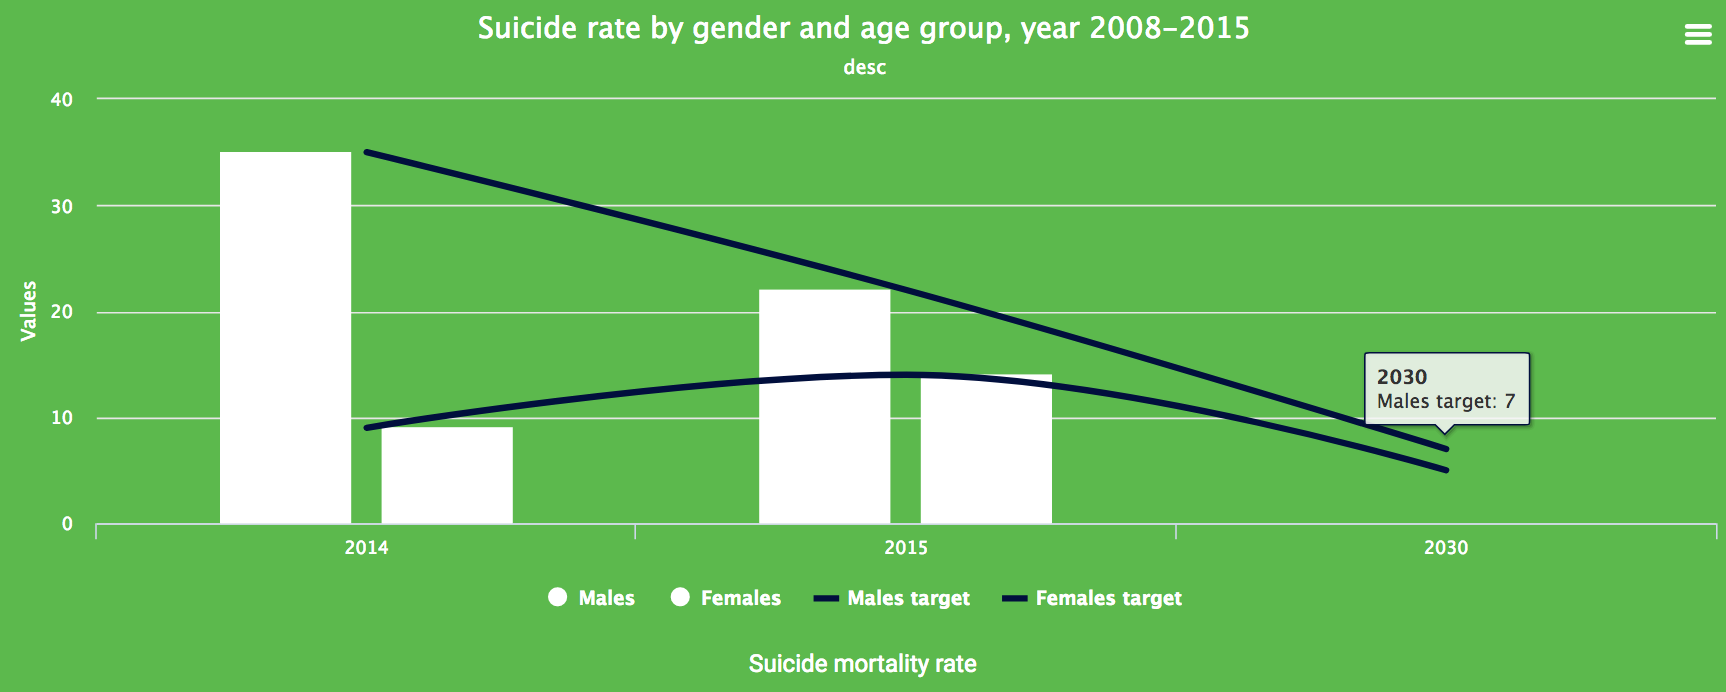 Suicide rate by gender and age group, year 2008-2015
desc
40
30
20
10
0
Values
2030
Males target: 7
2014
2015
2030
Males
Females
Males target
Females target
Suicide mortality rate